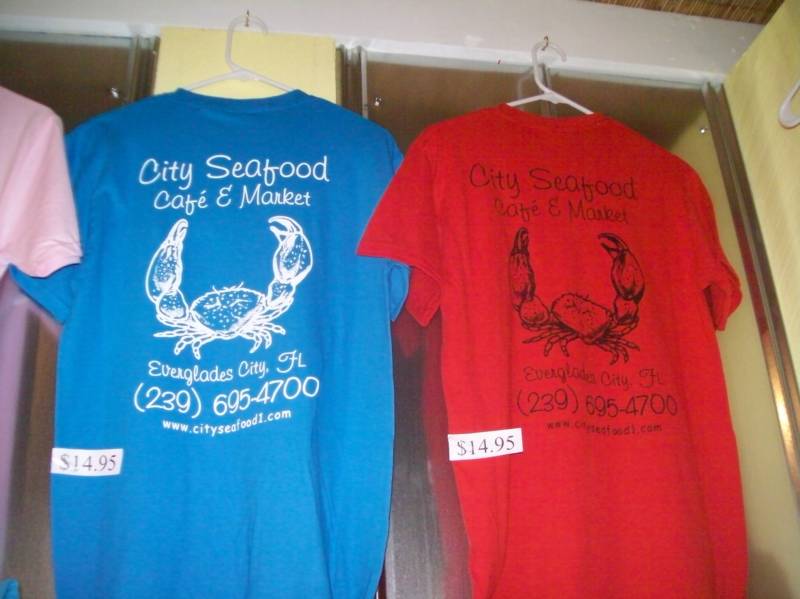 City Seafood
Café & Market
Everglades City, FL
(239) 695-4700
www.cityseafood1.com
$14.95
City Seafood
Café & Market
Everglades City, FL
(239) 695-4700
www.cityseafood1.com
$14.95